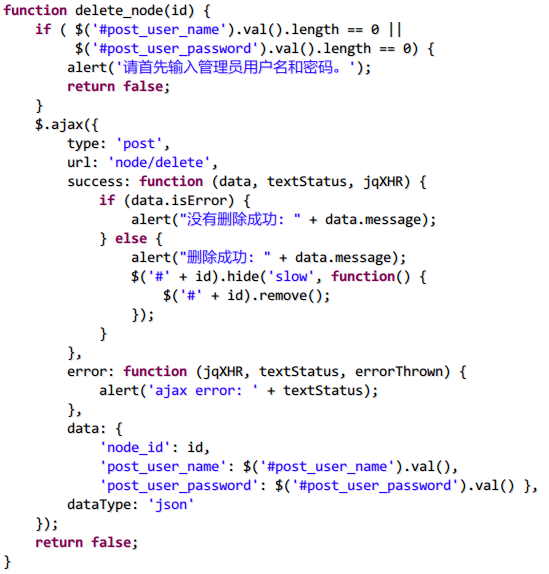 function delete_node(id) {
    if ( $('#post_user_name').val().length == 0 ||
         $('#post_user_password').val().length == 0) {
        alert('请首先输入管理员用户名和密码。');
        return false;
    }
    $.ajax({
        type: 'post',
        url: 'node/delete',
        success: function (data, textStatus, jqXHR) {
            if (data.isError) {
                alert("没有删除成功: " + data.message);
            } else {
                alert("删除成功: " + data.message);
                $('#' + id).hide('slow', function() {
                    $('#' + id).remove();
                });
            }
        },
        error: function (jqXHR, textStatus, errorThrown) {
            alert('ajax error: ' + textStatus);
        },
        data: {
            'node_id': id,
            'post_user_name': $('#post_user_name').val(),
            'post_user_password': $('#post_user_password').val() },
        dataType: 'json'
    });
    return false;
}